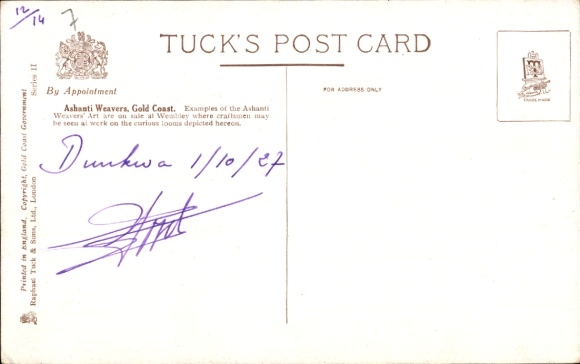 12/14
7
TUCK'S POST CARD
By Appointment
FOR ADDRESS ONLY
TRADE MARK
Ashanti Weavers, Gold Coast. Examples of the Ashanti
Weavers' Art are on sale at Wembley where craftsmen may
be seen at work on the curious looms depicted hereon.
Dunkwa 1/10/27
Series II
Printed in England. Copyright, Gold Coast Government
Raphael Tuck & Sons, Ltd., London